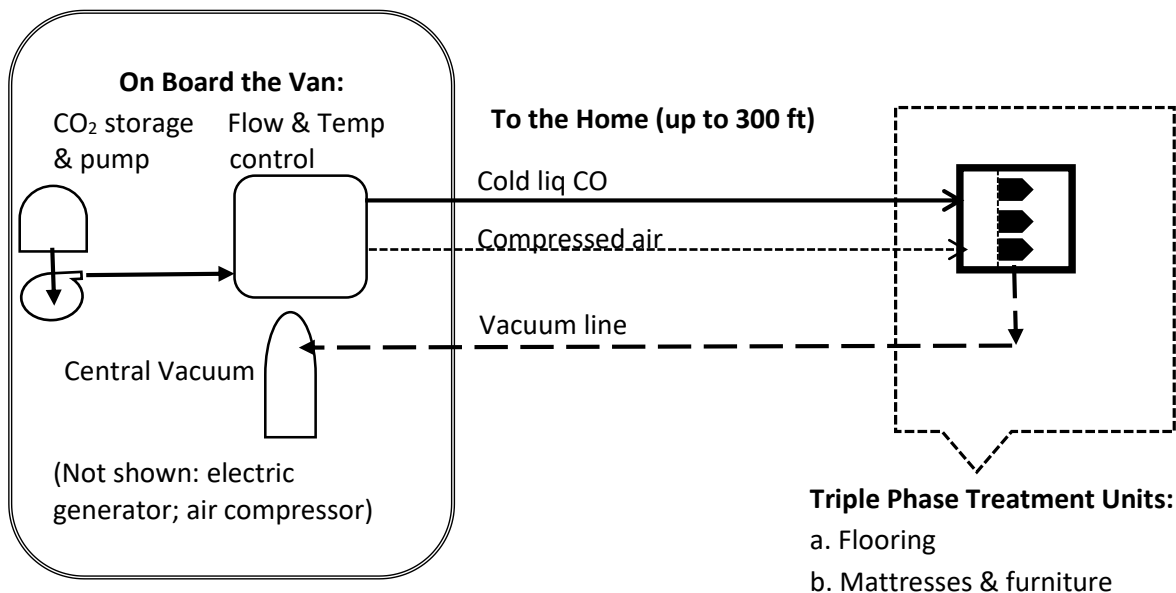 On Board the Van:
CO₂ storage
& pump
Flow & Temp
control
Central Vacuum
(Not shown: electric
generator; air compressor)
To the Home (up to 300 ft)
Cold liq CO
Compressed air
Vacuum line
Triple Phase Treatment Units:
a. Flooring
b. Mattresses & furniture